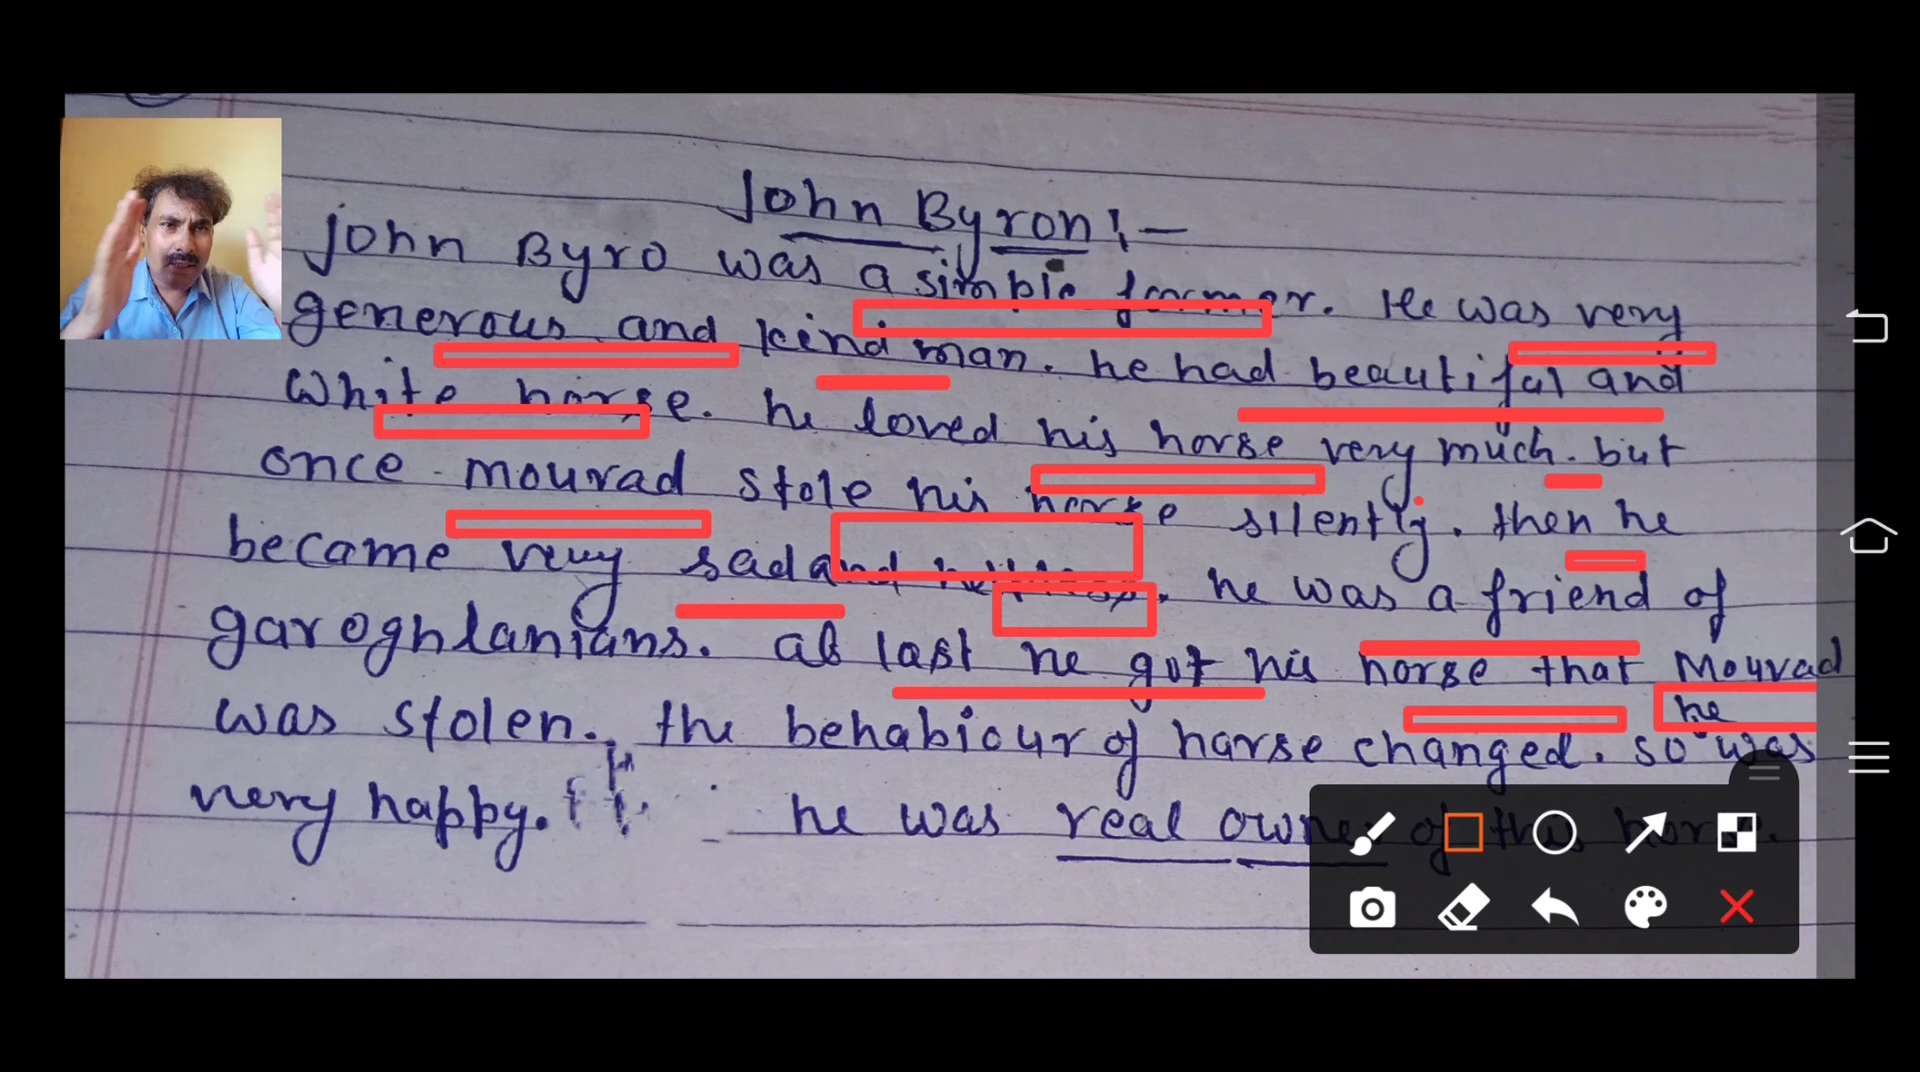 John Byron :-
john Byro was a simple farmer. He was very
generous and kind man. he had beautiful and
white horse. he loved his horse very much. but
once mourad stole his horse silently. then he
became very sad and helpless. he was a friend of
garoghlanians. at last he got his horse that Mourad
was stolen. the behabiour of harse changed. so he was
very happy. he was real owner of this horse.